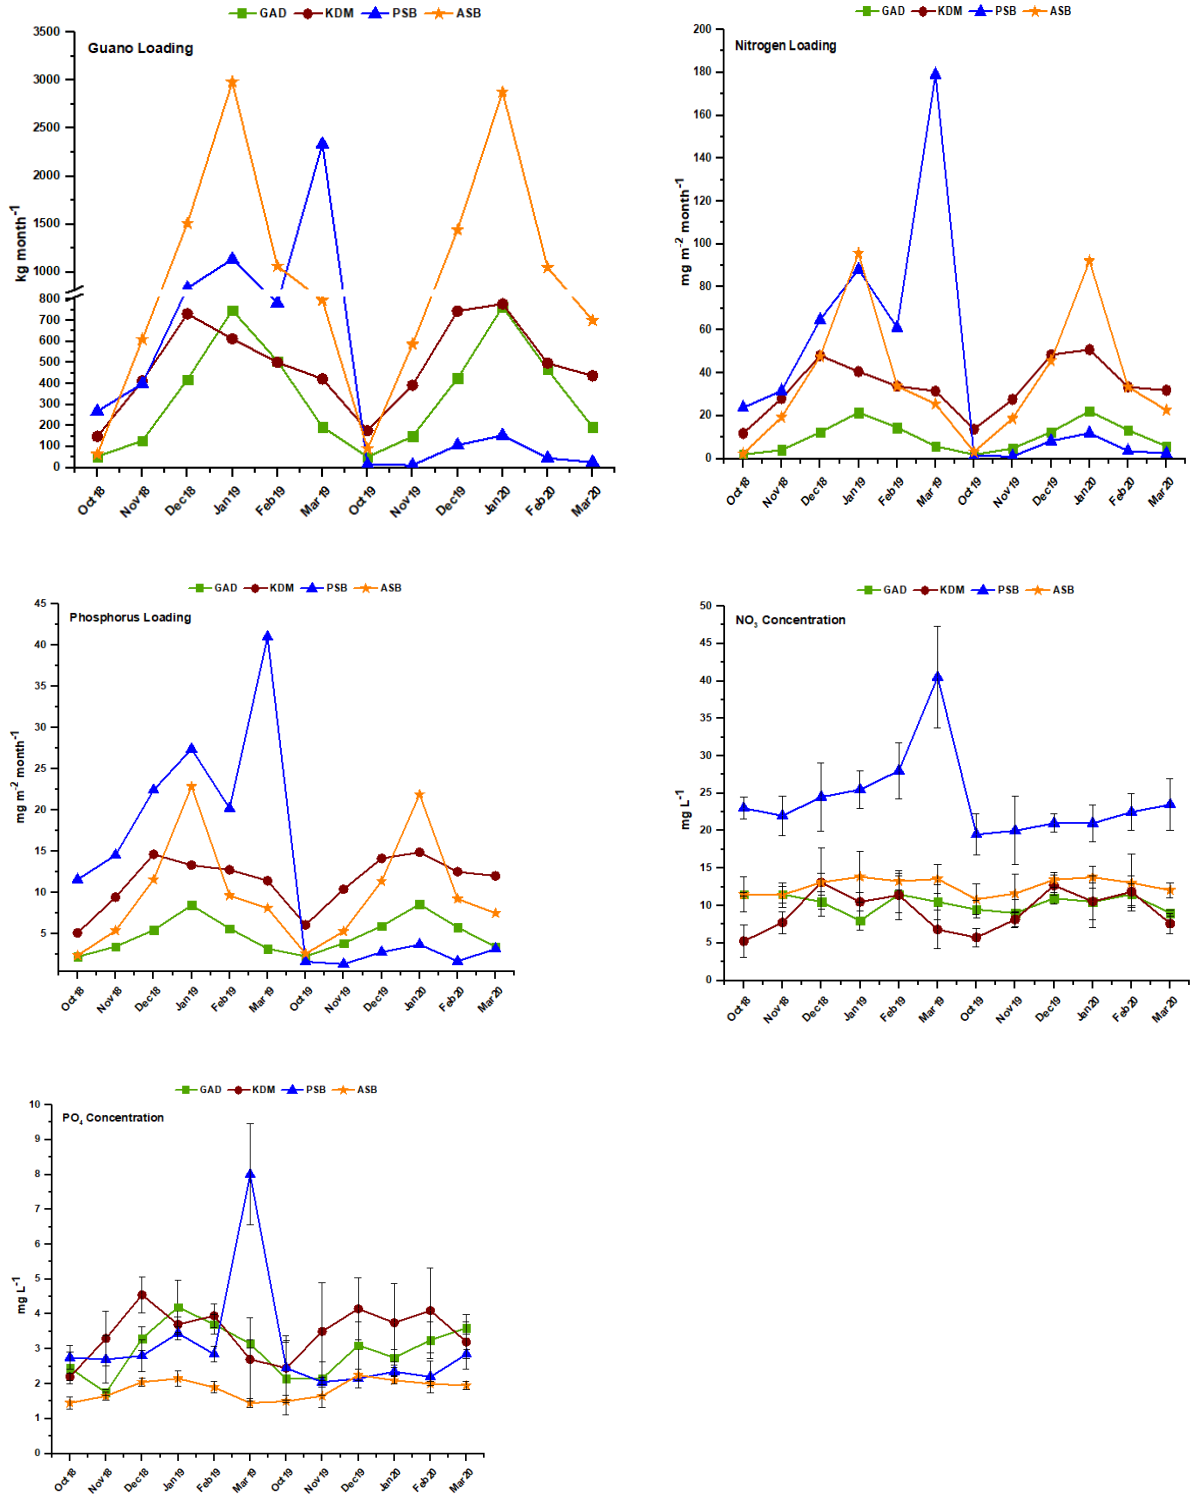 GAD KDM PSB ASB
Guano Loading
kg month⁻¹
3500
3000
2500
2000
1500
1000
800
700
600
500
400
300
200
100
0
Oct 18 Nov 18 Dec 18 Jan 19 Feb 19 Mar 19 Oct 19 Nov 19 Dec 19 Jan 20 Feb 20 Mar 20
GAD KDM PSB ASB
Nitrogen Loading
mg m⁻² month⁻¹
200
180
160
140
120
100
80
60
40
20
0
Oct 18 Nov 18 Dec 18 Jan 19 Feb 19 Mar 19 Oct 19 Nov 19 Dec 19 Jan 20 Feb 20 Mar 20
GAD KDM PSB ASB
Phosphorus Loading
mg m⁻² month⁻¹
45
40
35
30
25
20
15
10
5
Oct 18 Nov 18 Dec 18 Jan 19 Feb 19 Mar 19 Oct 19 Nov 19 Dec 19 Jan 20 Feb 20 Mar 20
GAD KDM PSB ASB
NO₃ Concentration
mg L⁻¹
50
45
40
35
30
25
20
15
10
5
0
Oct 18 Nov 18 Dec 18 Jan 19 Feb 19 Mar 19 Oct 19 Nov 19 Dec 19 Jan 20 Feb 20 Mar 20
GAD KDM PSB ASB
PO₄ Concentration
mg L⁻¹
10
9
8
7
6
5
4
3
2
1
0
Oct 18 Nov 18 Dec 18 Jan 19 Feb 19 Mar 19 Oct 19 Nov 19 Dec 19 Jan 20 Feb 20 Mar 20